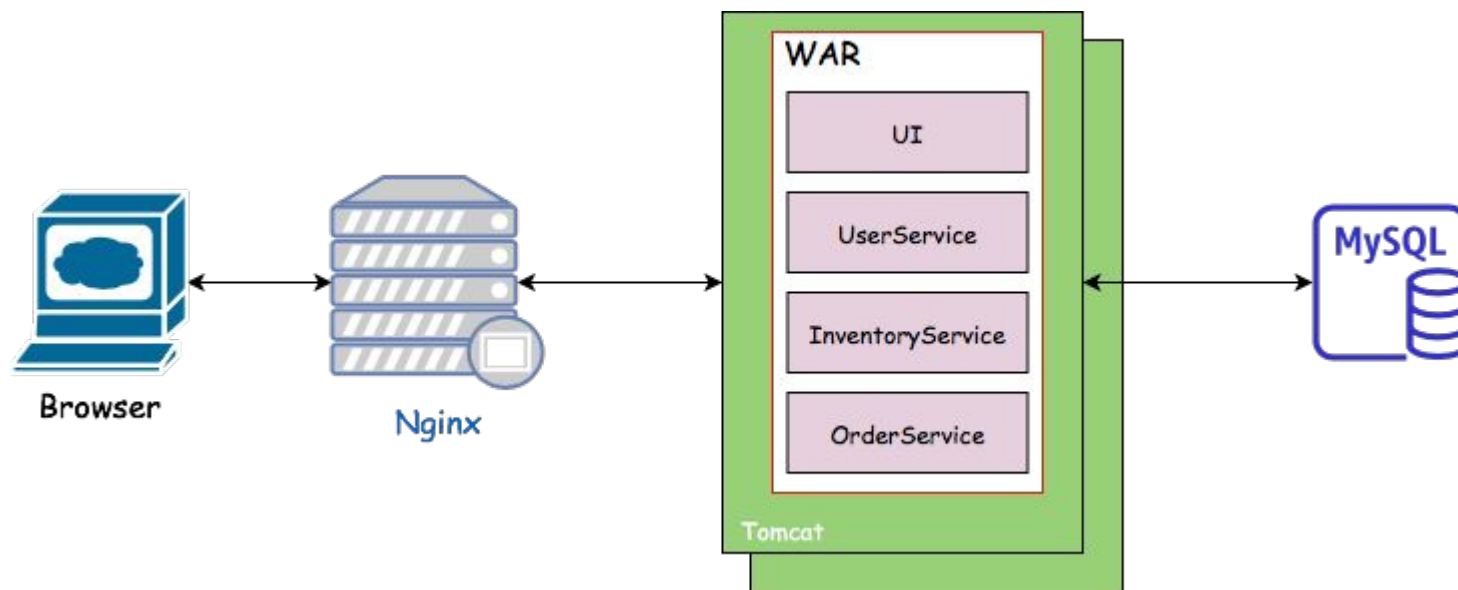 WAR
UI
UserService
InventoryService
OrderService
Tomcat
Browser
Nginx
MySQL